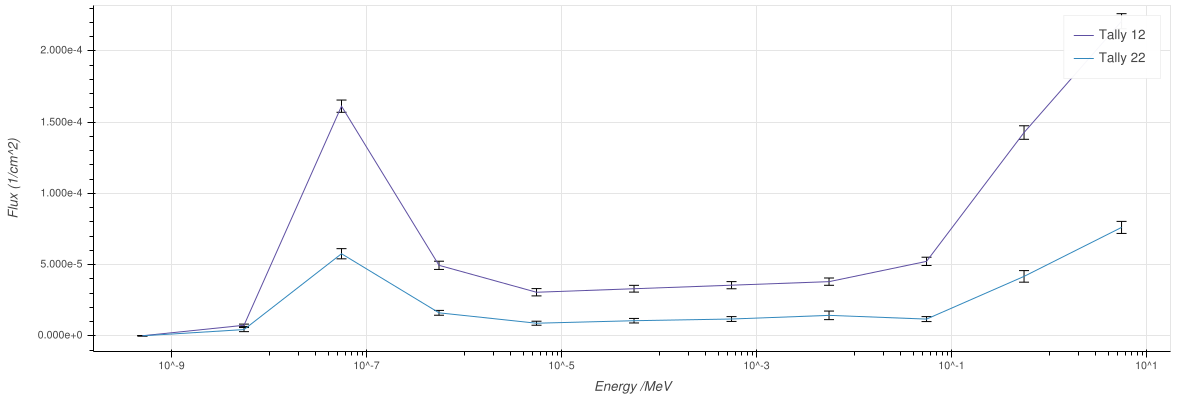 2.000e-4
1.500e-4
1.000e-4
5.000e-5
0.000e+0
Flux (1/cm^2)
Tally 12
Tally 22
10^-9
10^-7
10^-5
10^-3
10^-1
10^1
Energy /MeV